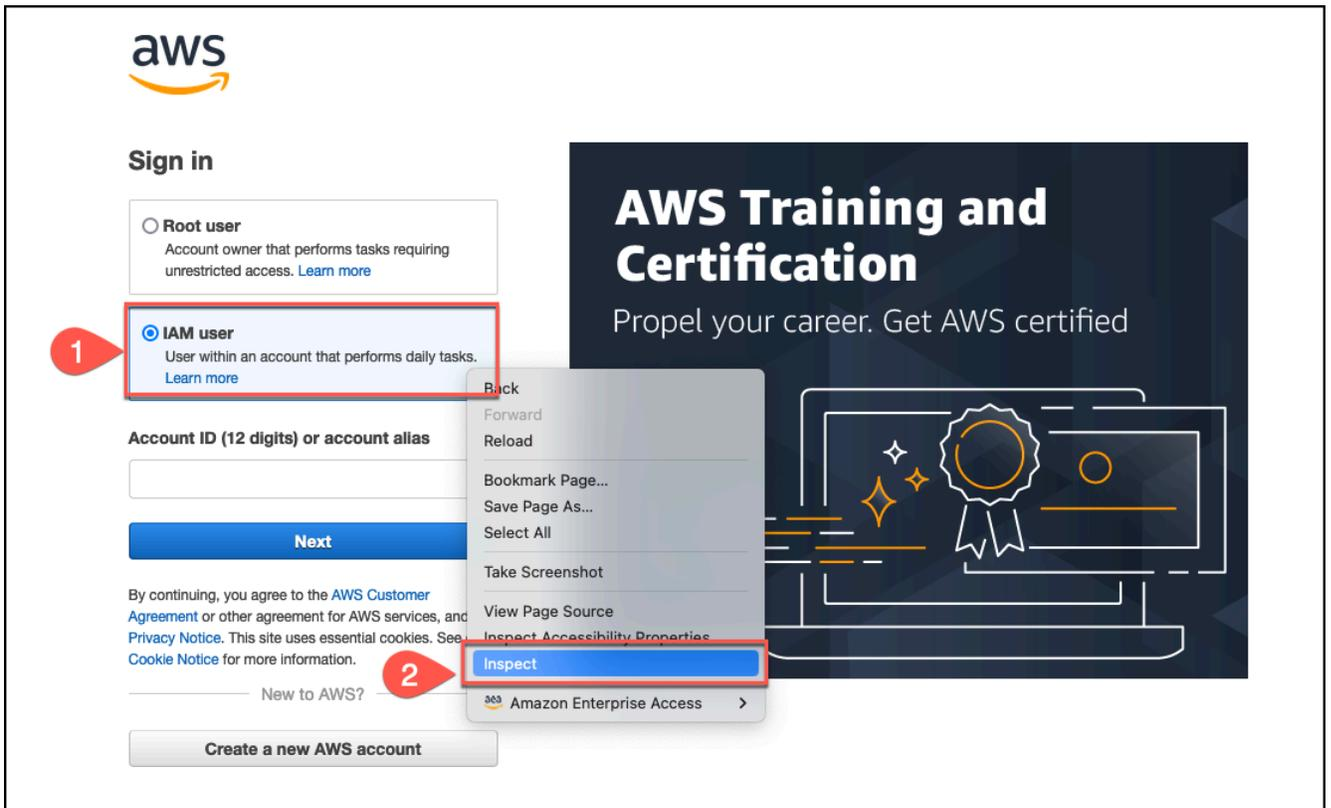 aws
Sign in
Root user
Account owner that performs tasks requiring
unrestricted access. Learn more
1
IAM user
User within an account that performs daily tasks.
Learn more
Account ID (12 digits) or account alias
Next
By continuing, you agree to the AWS Customer
Agreement or other agreement for AWS services, and
Privacy Notice. This site uses essential cookies. See
Cookie Notice for more information.
New to AWS?
Create a new AWS account
AWS Training and
Certification
Propel your career. Get AWS certified
Back
Forward
Reload
Bookmark Page...
Save Page As...
Select All
Take Screenshot
View Page Source
Inspect Accessibility Properties
2
Inspect
aea Amazon Enterprise Access